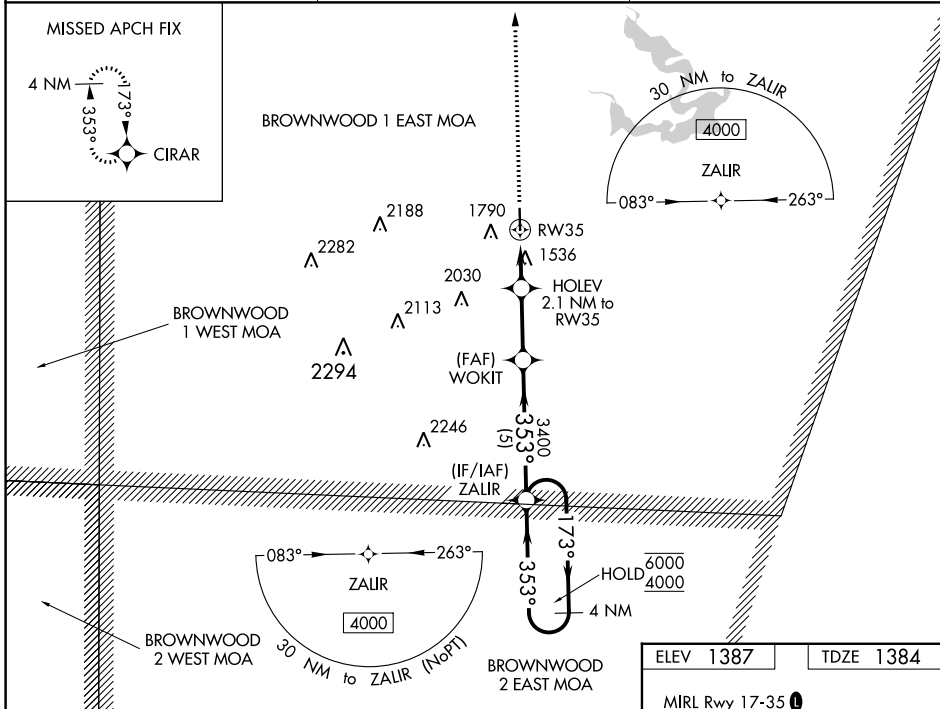 MISSED APCH FIX
4 NM
173°
353°
CIRAR
BROWNWOOD 1 EAST MOA
30 NM to ZALIR
4000
ZALIR
083°
263°
2188
1790
RW35
2282
1536
2030
HOLEV
2.1 NM to
RW35
2113
BROWNWOOD
1 WEST MOA
2294
(FAF)
WOKIT
2246
3400
353°
(5)
(IF/IAF)
ZALIR
173°
353°
HOLD
6000
4000
4 NM
083°
263°
ZALIR
4000
30 NM to ZALIR (NoPT)
BROWNWOOD
2 WEST MOA
BROWNWOOD
2 EAST MOA
ELEV 1387
TDZE 1384
MIRL Rwy 17-35 L